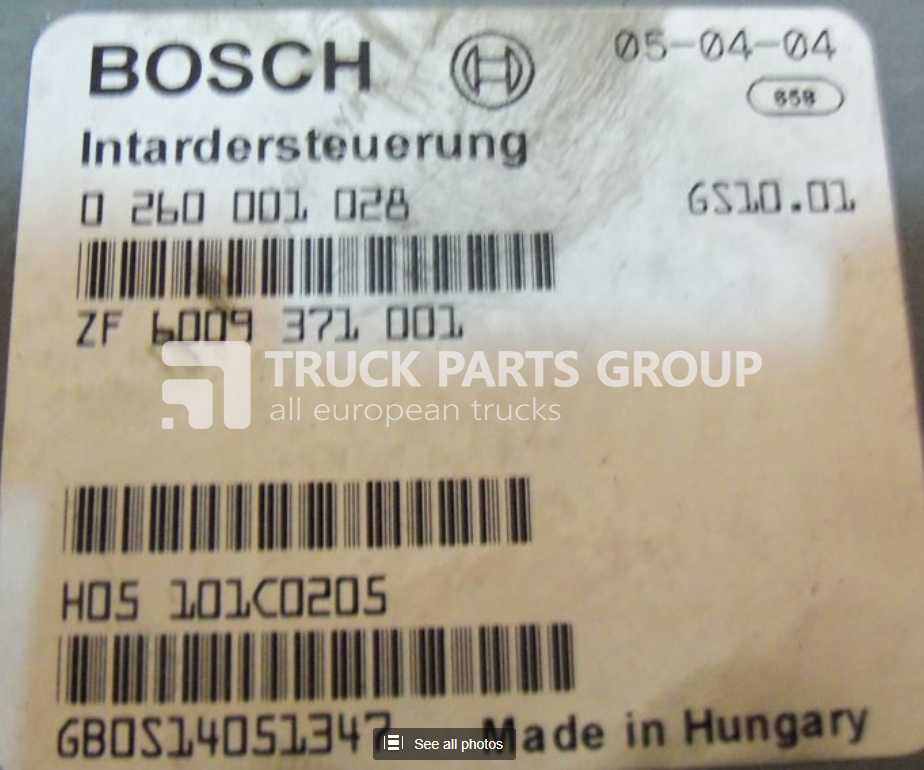 BOSCH 05-04-04
858
Intardersteuerung
0 260 001 028 GS10.01
ZF 6009 371 001
TRUCK PARTS GROUP
all european trucks
H05 101C0205
GB0S14051347 Made in Hungary
See all photos